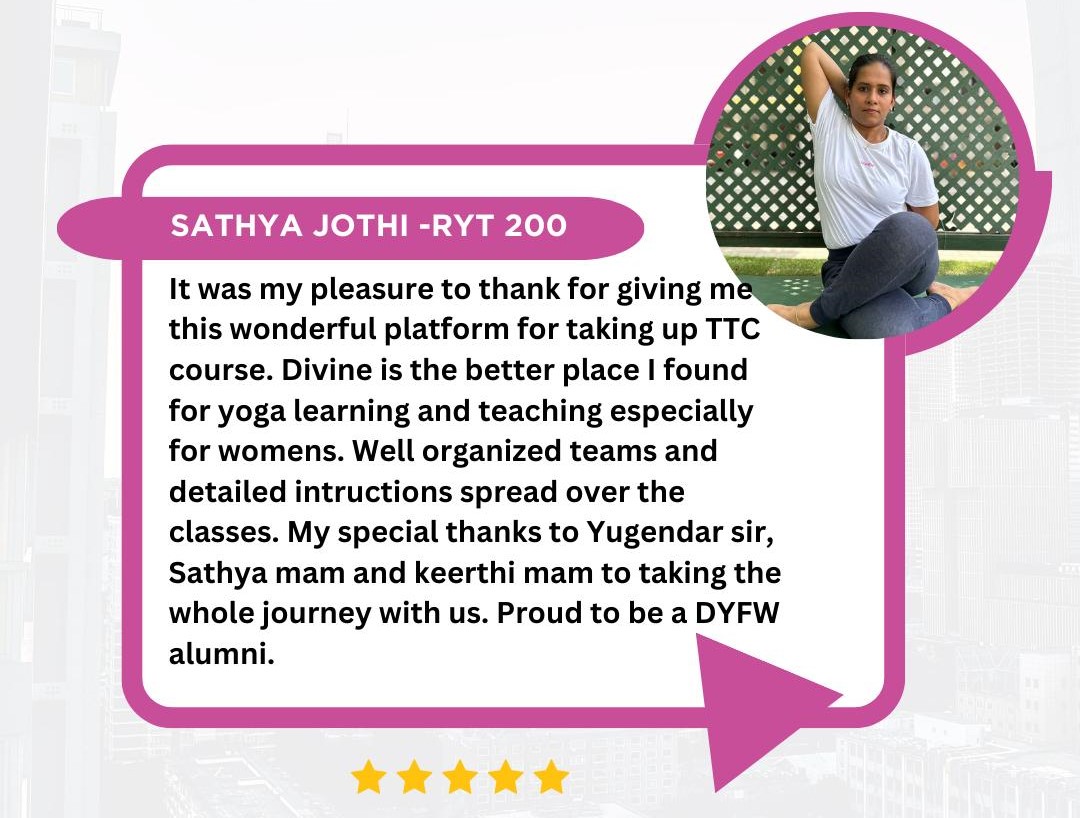 SATHYA JOTHI -RYT 200
It was my pleasure to thank for giving me
this wonderful platform for taking up TTC
course. Divine is the better place I found
for yoga learning and teaching especially
for womens. Well organized teams and
detailed intructions spread over the
classes. My special thanks to Yugendar sir,
Sathya mam and keerthi mam to taking the
whole journey with us. Proud to be a DYFW
alumni.